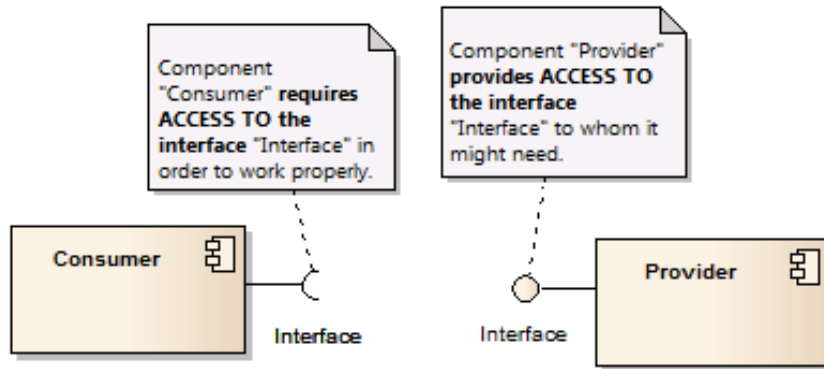 Component
"Consumer" requires
ACCESS TO the
interface "Interface" in
order to work properly.
Component "Provider"
provides ACCESS TO
the interface
"Interface" to whom it
might need.
Consumer
Interface
Provider
Interface